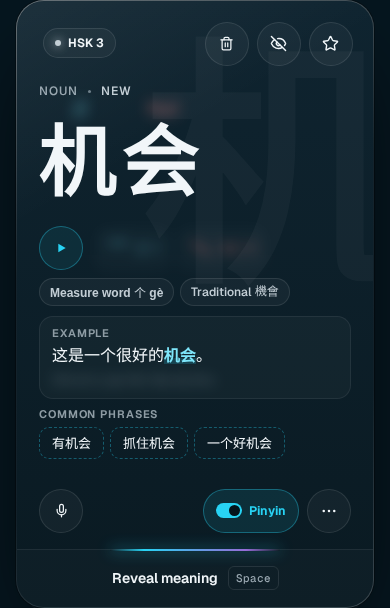 HSK 3
NOUN • NEW
机会
Measure word 个 gè
Traditional 機會
EXAMPLE
这是一个很好的机会。
COMMON PHRASES
有机会
抓住机会
一个好机会
Pinyin
Reveal meaning
Space